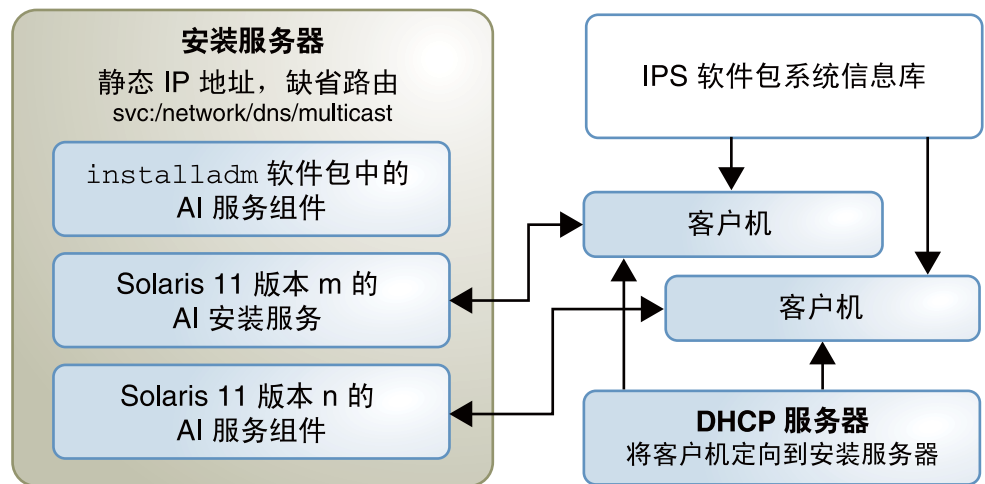 安装服务器
静态 IP 地址，缺省路由
svc:/network/dns/multicast
installadm 软件包中的
AI 服务组件
Solaris 11 版本 m 的
AI 安装服务
Solaris 11 版本 n 的
AI 服务组件
IPS 软件包系统信息库
客户机
客户机
DHCP 服务器
将客户机定向到安装服务器